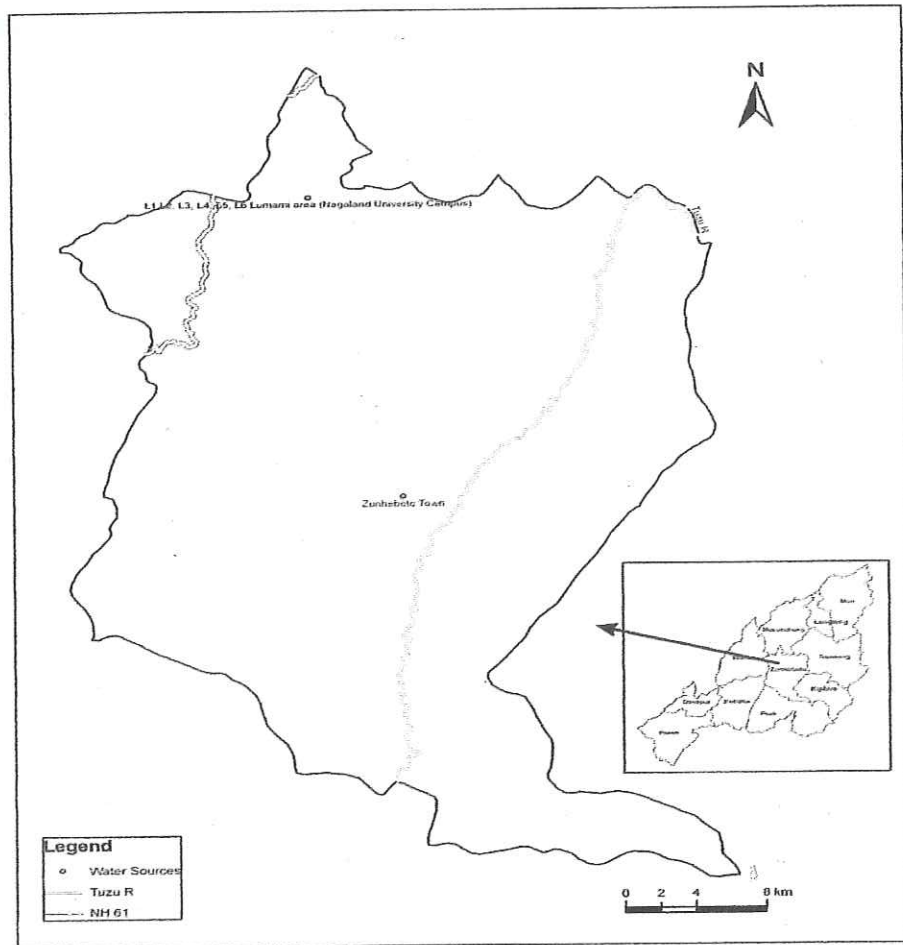 N
L1 L2, L3, L4, L5, L6 Lumami area (Nagaland University Campus)
Tuzu R
Zunheboto Town
Mon
Longleng
Mokokchung
Tuensang
Zunheboto
Kiphire
Dimapur
Kohima
Phek
Peren
Legend
Water Sources
Tuzu R
NH 61
0 2 4 8 km